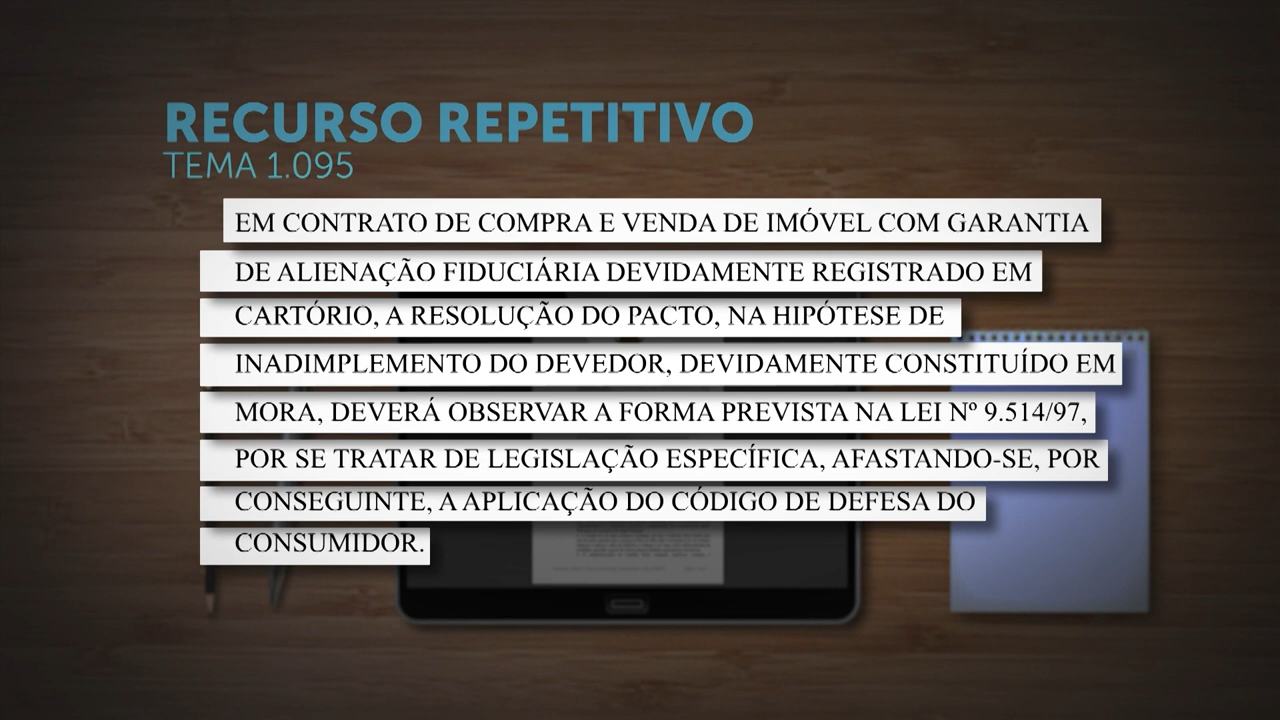 RECURSO REPETITIVO
TEMA 1.095
EM CONTRATO DE COMPRA E VENDA DE IMÓVEL COM GARANTIA
DE ALIENAÇÃO FIDUCIÁRIA DEVIDAMENTE REGISTRADO EM
CARTÓRIO, A RESOLUÇÃO DO PACTO, NA HIPÓTESE DE
INADIMPLEMENTO DO DEVEDOR, DEVIDAMENTE CONSTITUÍDO EM
MORA, DEVERÁ OBSERVAR A FORMA PREVISTA NA LEI Nº 9.514/97,
POR SE TRATAR DE LEGISLAÇÃO ESPECÍFICA, AFASTANDO-SE, POR
CONSEGUINTE, A APLICAÇÃO DO CÓDIGO DE DEFESA DO
CONSUMIDOR.